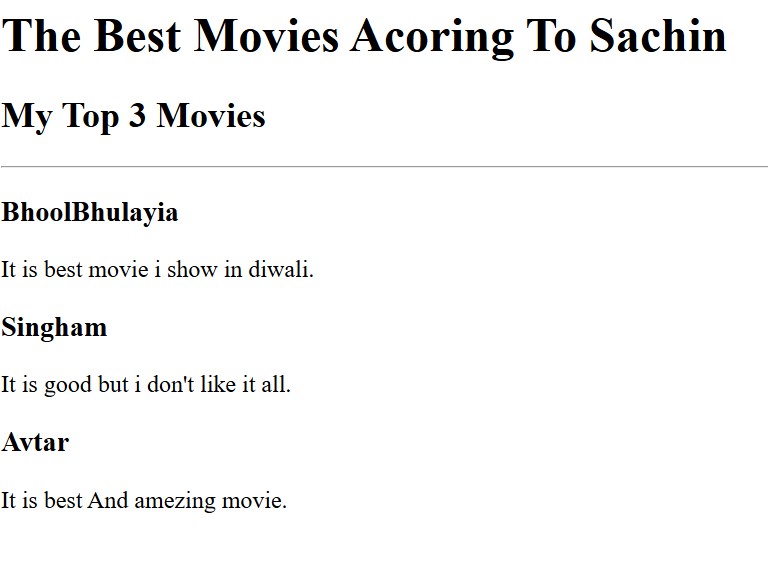 The Best Movies Acoring To Sachin
My Top 3 Movies
BhoolBhulayia
It is best movie i show in diwali.
Singham
It is good but i don't like it all.
Avtar
It is best And amezing movie.